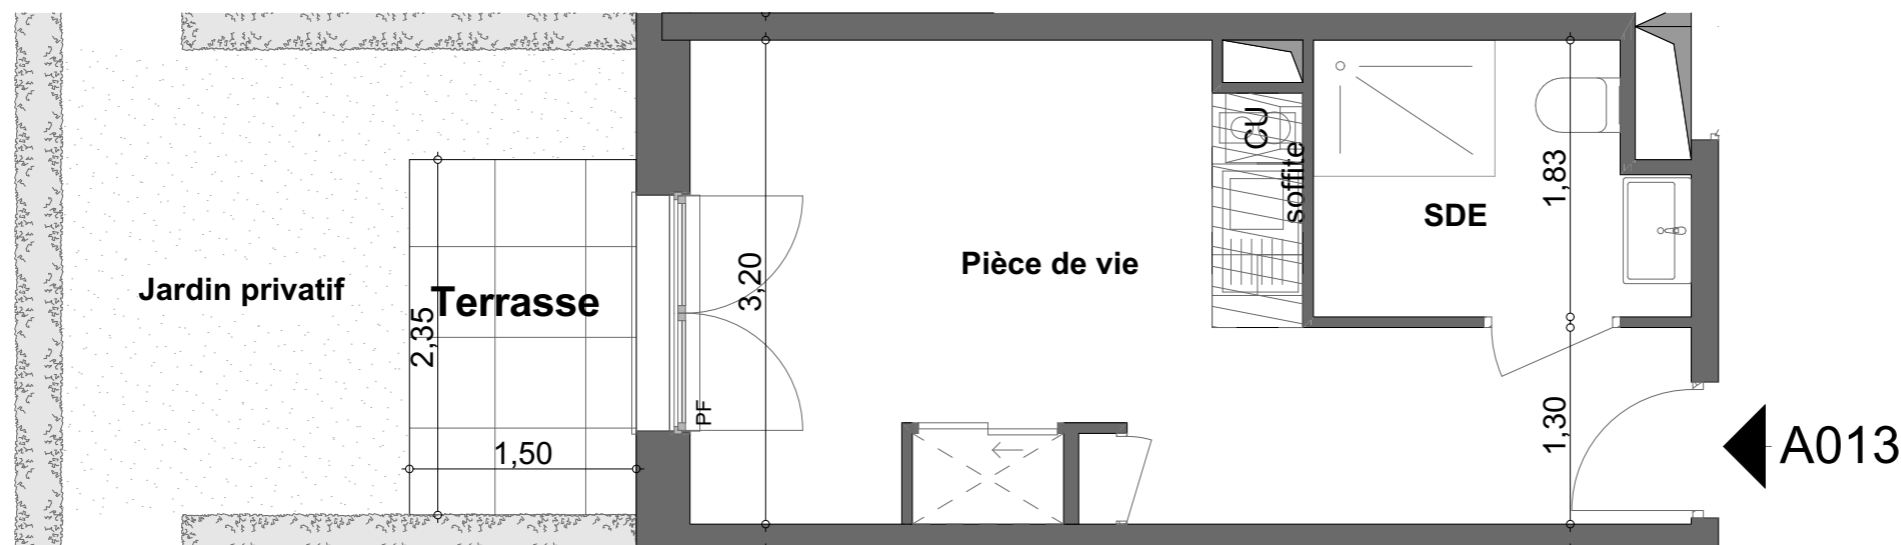 Jardin privatif
Terrasse
2,35
1,50
PF
3,20
Pièce de vie
CU
soffite
SDE
1,83
1,30
A013